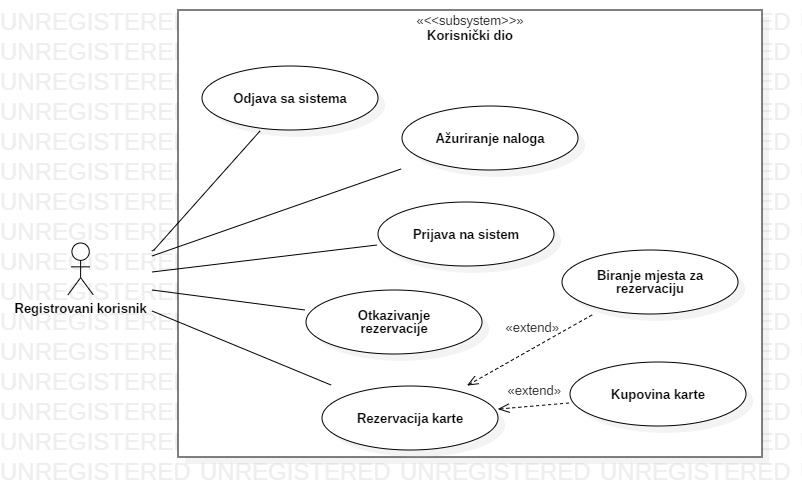 «<<subsystem>>»
Korisnički dio
Odjava sa sistema
Ažuriranje naloga
Prijava na sistem
Biranje mjesta za
rezervaciju
Registrovani korisnik
Otkazivanje
rezervacije
«extend»
«extend»
Kupovina karte
Rezervacija karte
UNREGISTERED UNREGISTERED UNREGISTERED UNREGISTERED